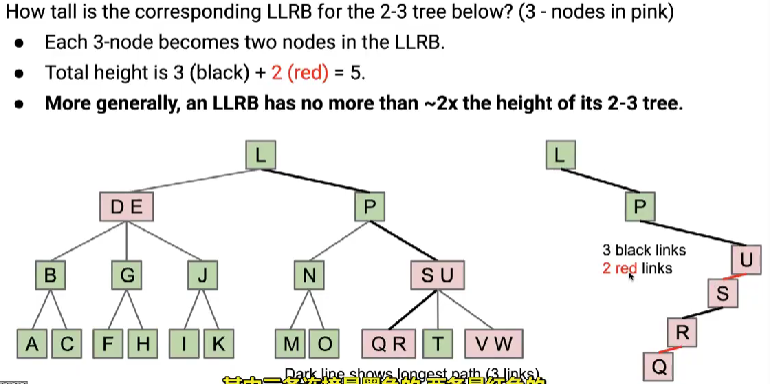 How tall is the corresponding LLRB for the 2-3 tree below? (3 - nodes in pink)
● Each 3-node becomes two nodes in the LLRB.
● Total height is 3 (black) + 2 (red) = 5.
● More generally, an LLRB has no more than ~2x the height of its 2-3 tree.
L L
D E P P
3 black links
2 red links
U
B G J N S U
S
A C F H I K M O Q R T V W
R
Q
Dark line shows longest path (3 links)